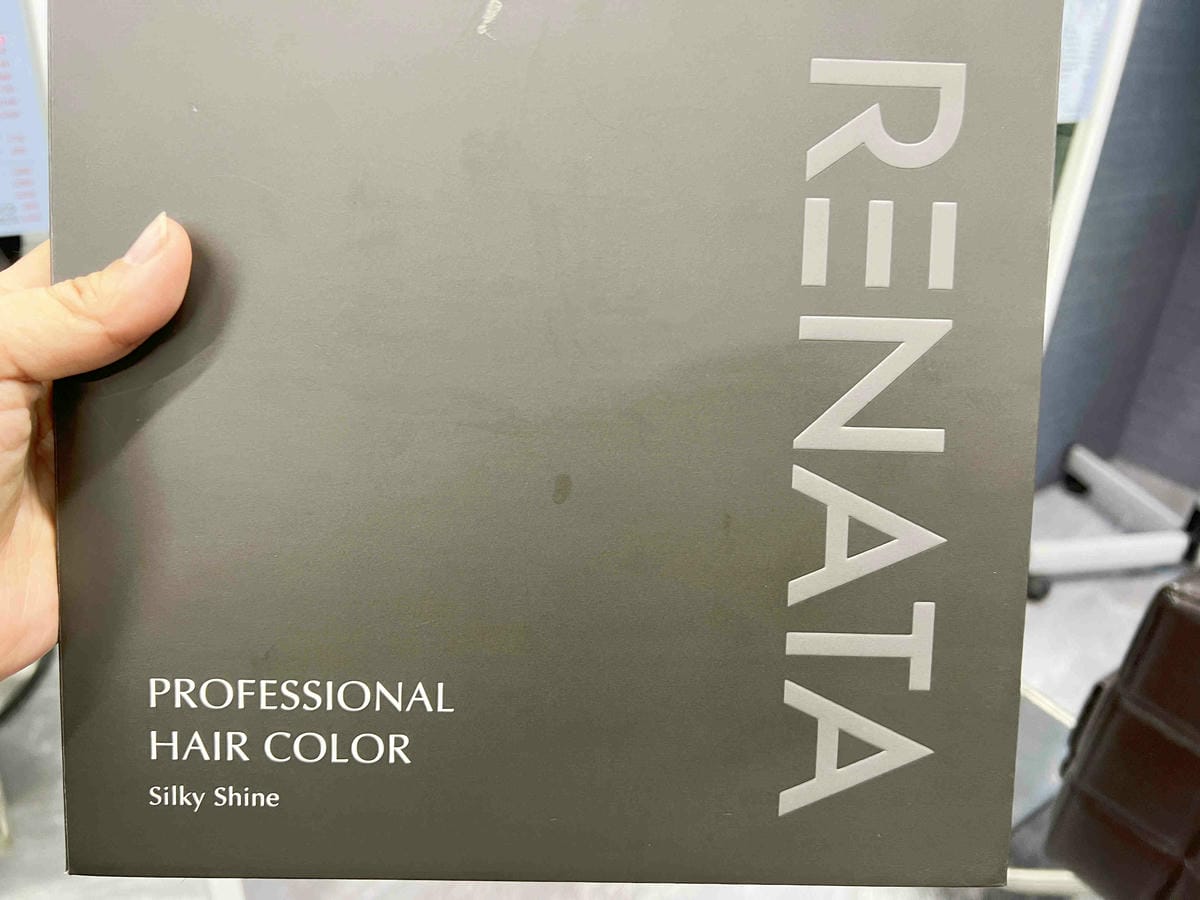 RENATA
PROFESSIONAL
HAIR COLOR
Silky Shine